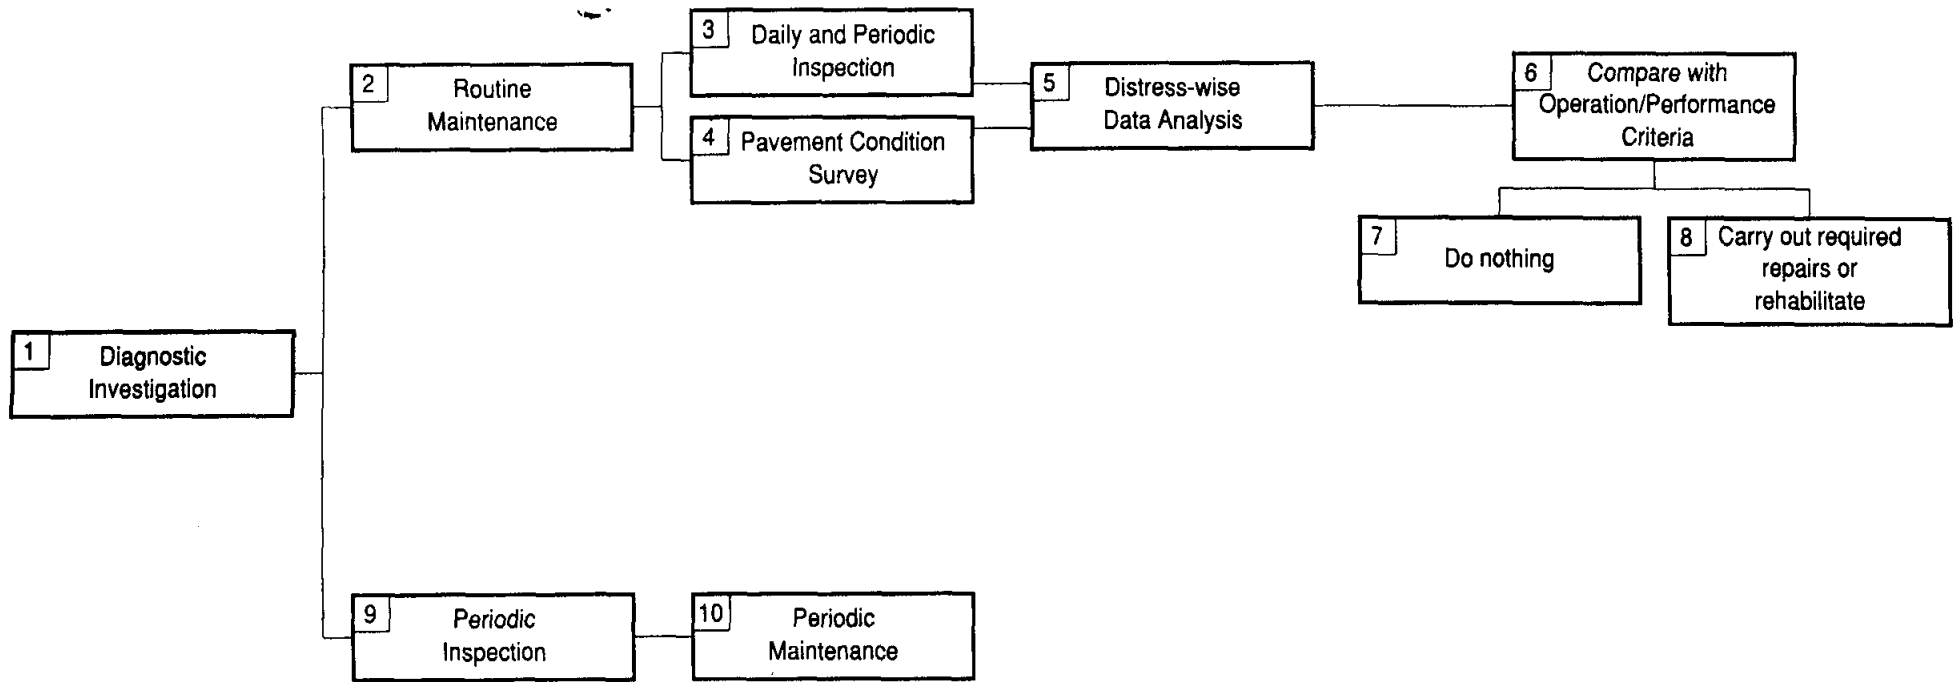 1
Diagnostic
Investigation
2
Routine
Maintenance
3
Daily and Periodic
Inspection
4
Pavement Condition
Survey
5
Distress-wise
Data Analysis
6
Compare with
Operation/Performance
Criteria
7
Do nothing
8
Carry out required
repairs or
rehabilitate
9
Periodic
Inspection
10
Periodic
Maintenance